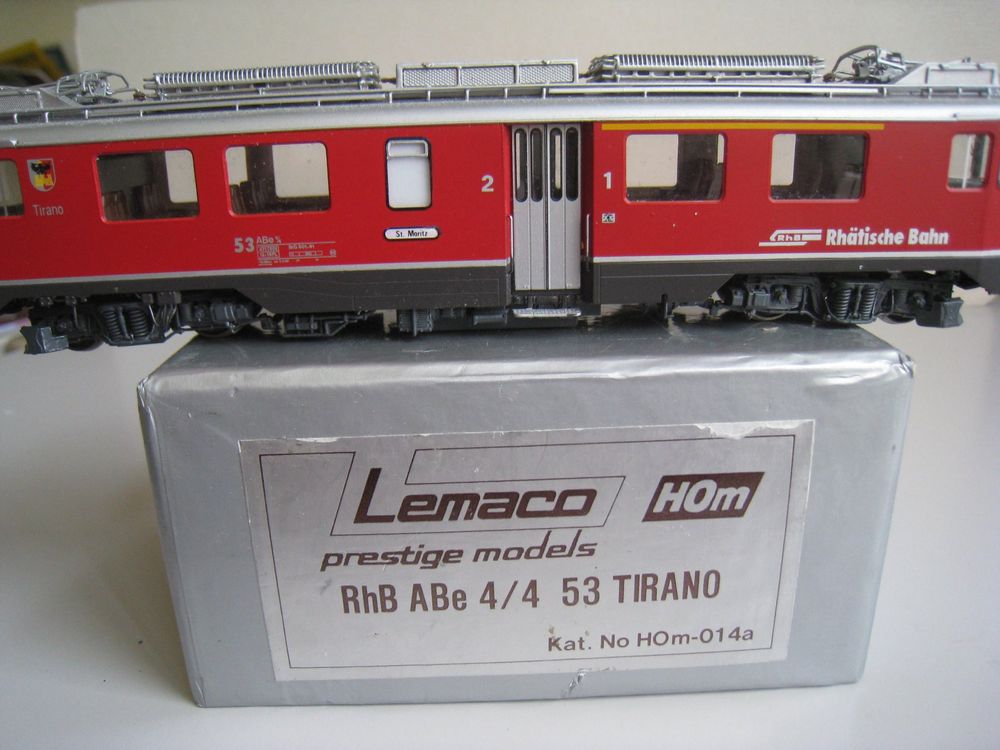 Tirano
53 ABe 4/4
St. Moritz
2
1
RhB Rhätische Bahn
Lemaco
HOm
prestige models
RhB ABe 4/4 53 TIRANO
Kat. No HOm-014a